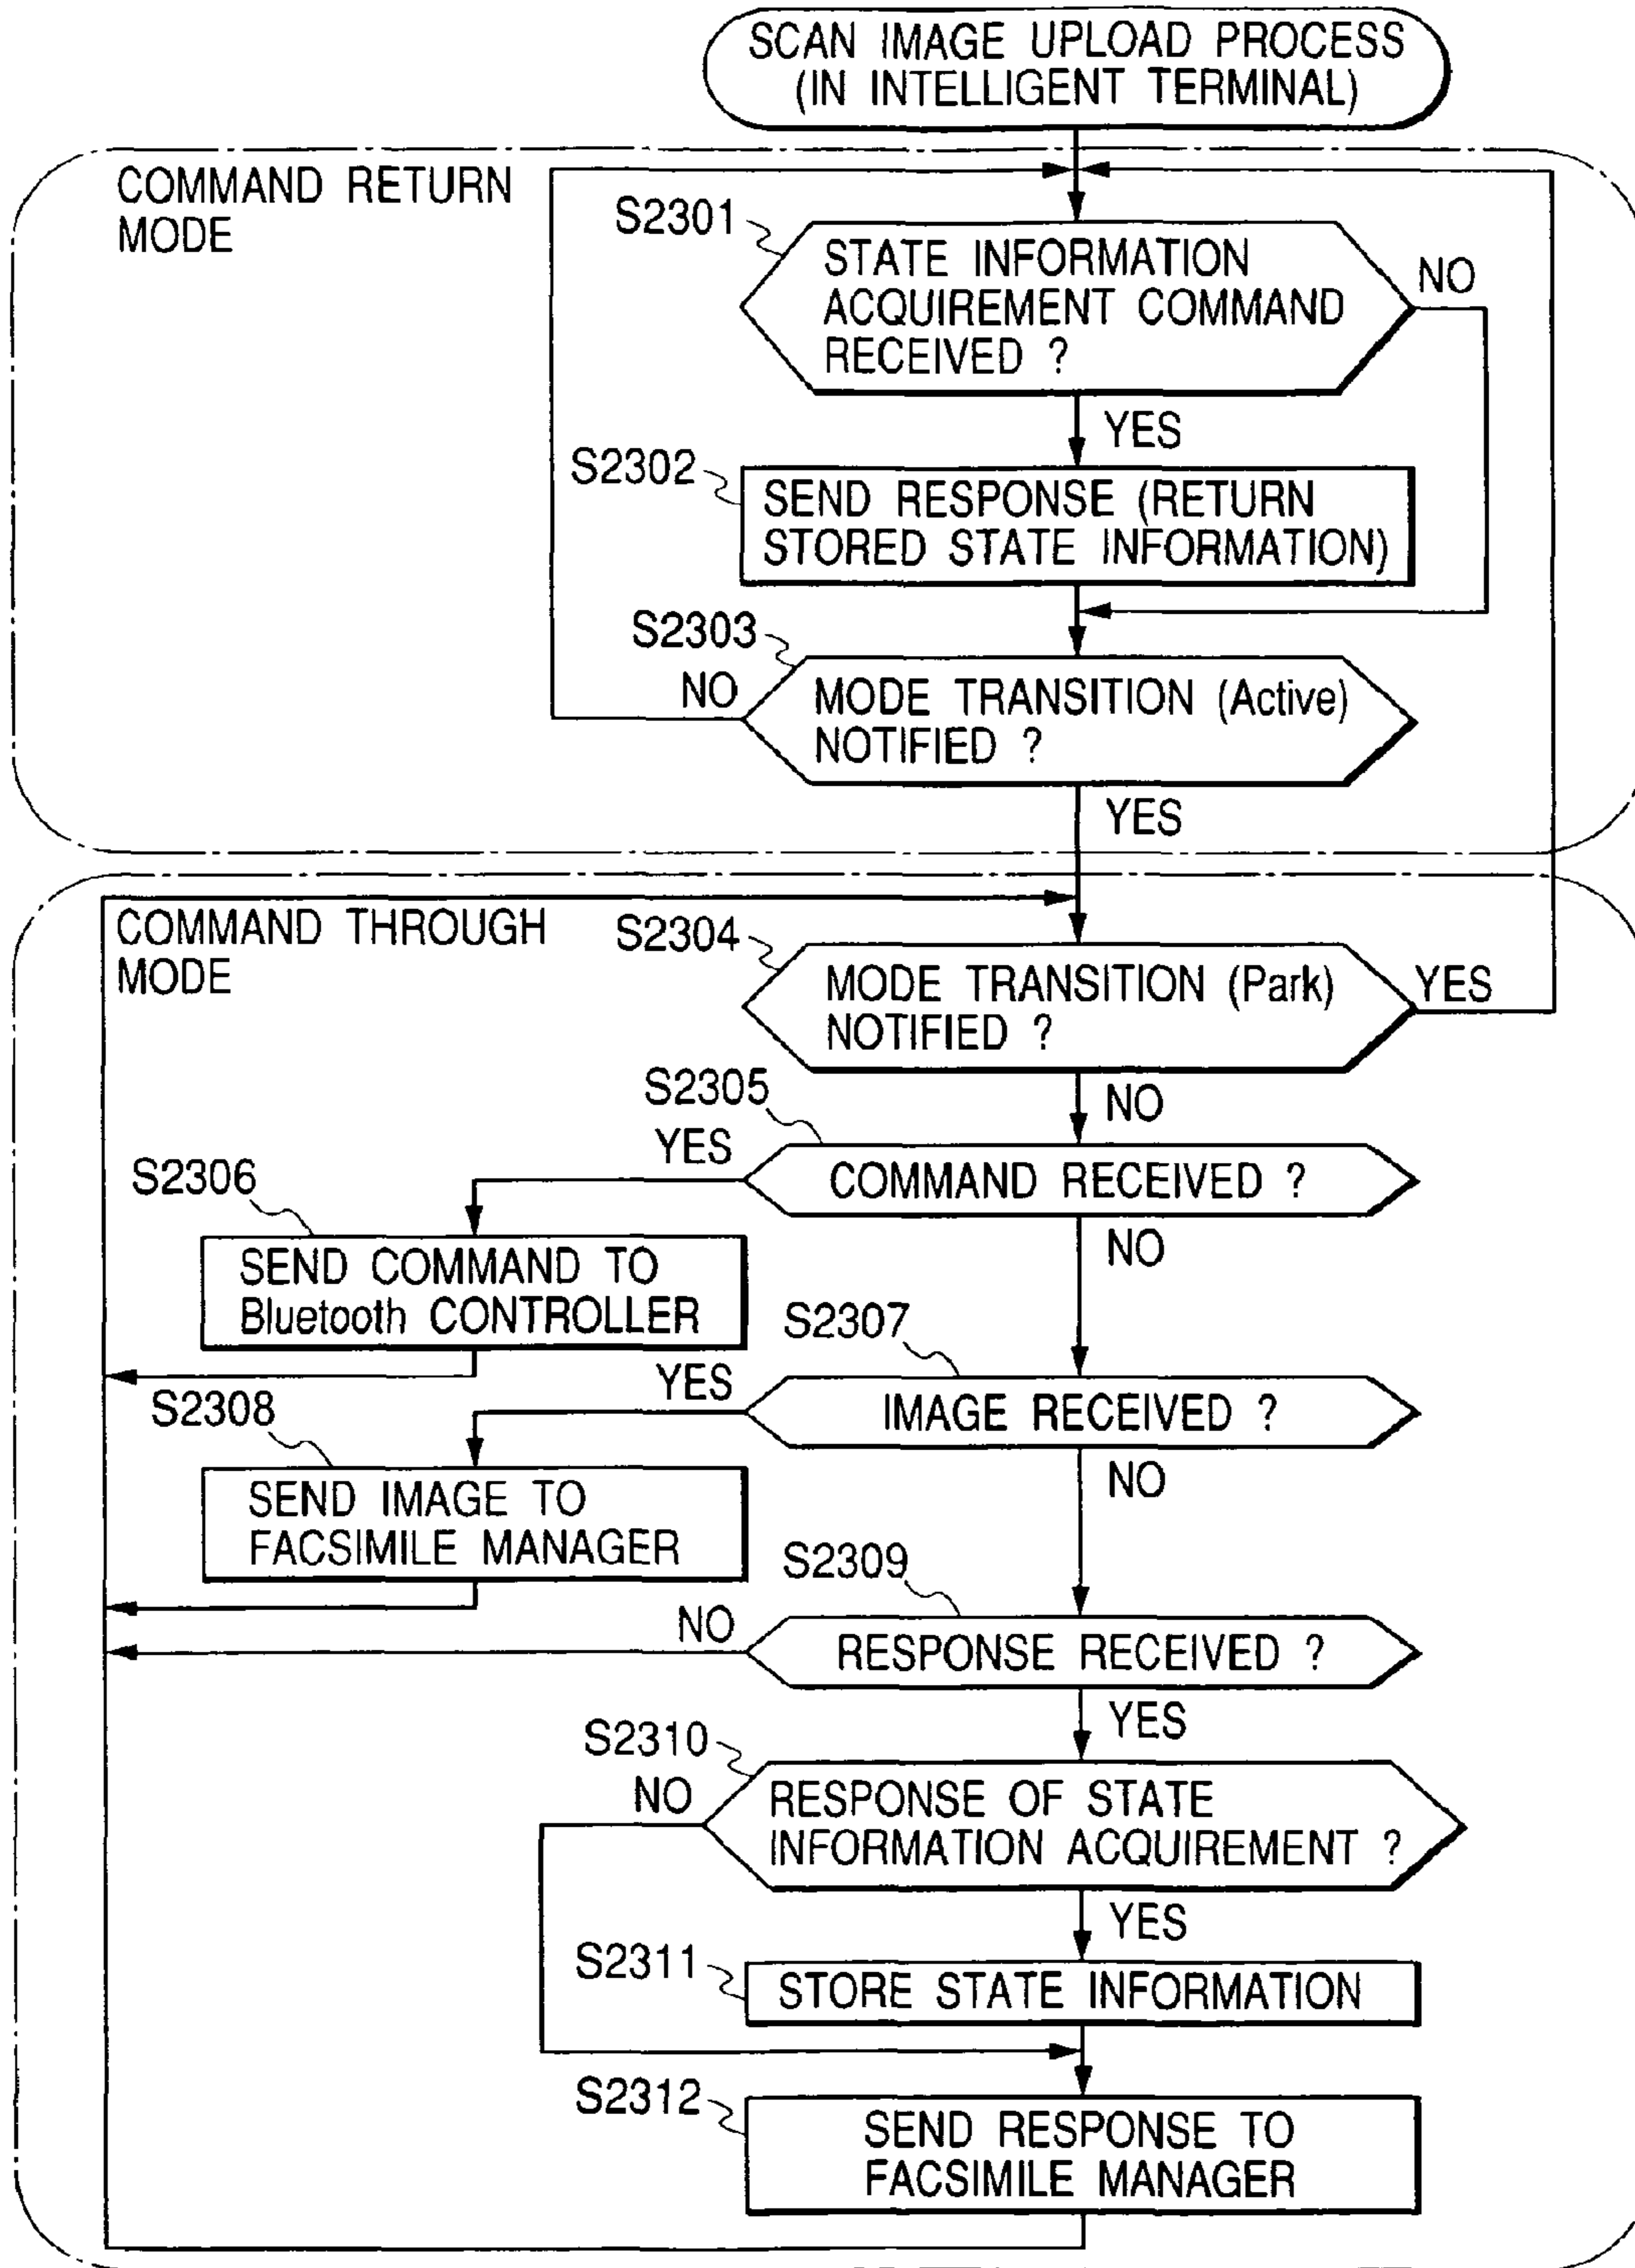 SCAN IMAGE UPLOAD PROCESS
(IN INTELLIGENT TERMINAL)
COMMAND RETURN
MODE
S2301
STATE INFORMATION
ACQUIREMENT COMMAND
RECEIVED ?
NO
YES
S2302
SEND RESPONSE (RETURN
STORED STATE INFORMATION)
S2303
NO
MODE TRANSITION (Active)
NOTIFIED ?
YES
COMMAND THROUGH
MODE
S2304
MODE TRANSITION (Park)
NOTIFIED ?
YES
NO
S2305
YES
COMMAND RECEIVED ?
NO
S2306
SEND COMMAND TO
Bluetooth CONTROLLER
S2307
YES
IMAGE RECEIVED ?
NO
S2308
SEND IMAGE TO
FACSIMILE MANAGER
S2309
NO
RESPONSE RECEIVED ?
YES
S2310
NO
RESPONSE OF STATE
INFORMATION ACQUIREMENT ?
YES
S2311
STORE STATE INFORMATION
S2312
SEND RESPONSE TO
FACSIMILE MANAGER